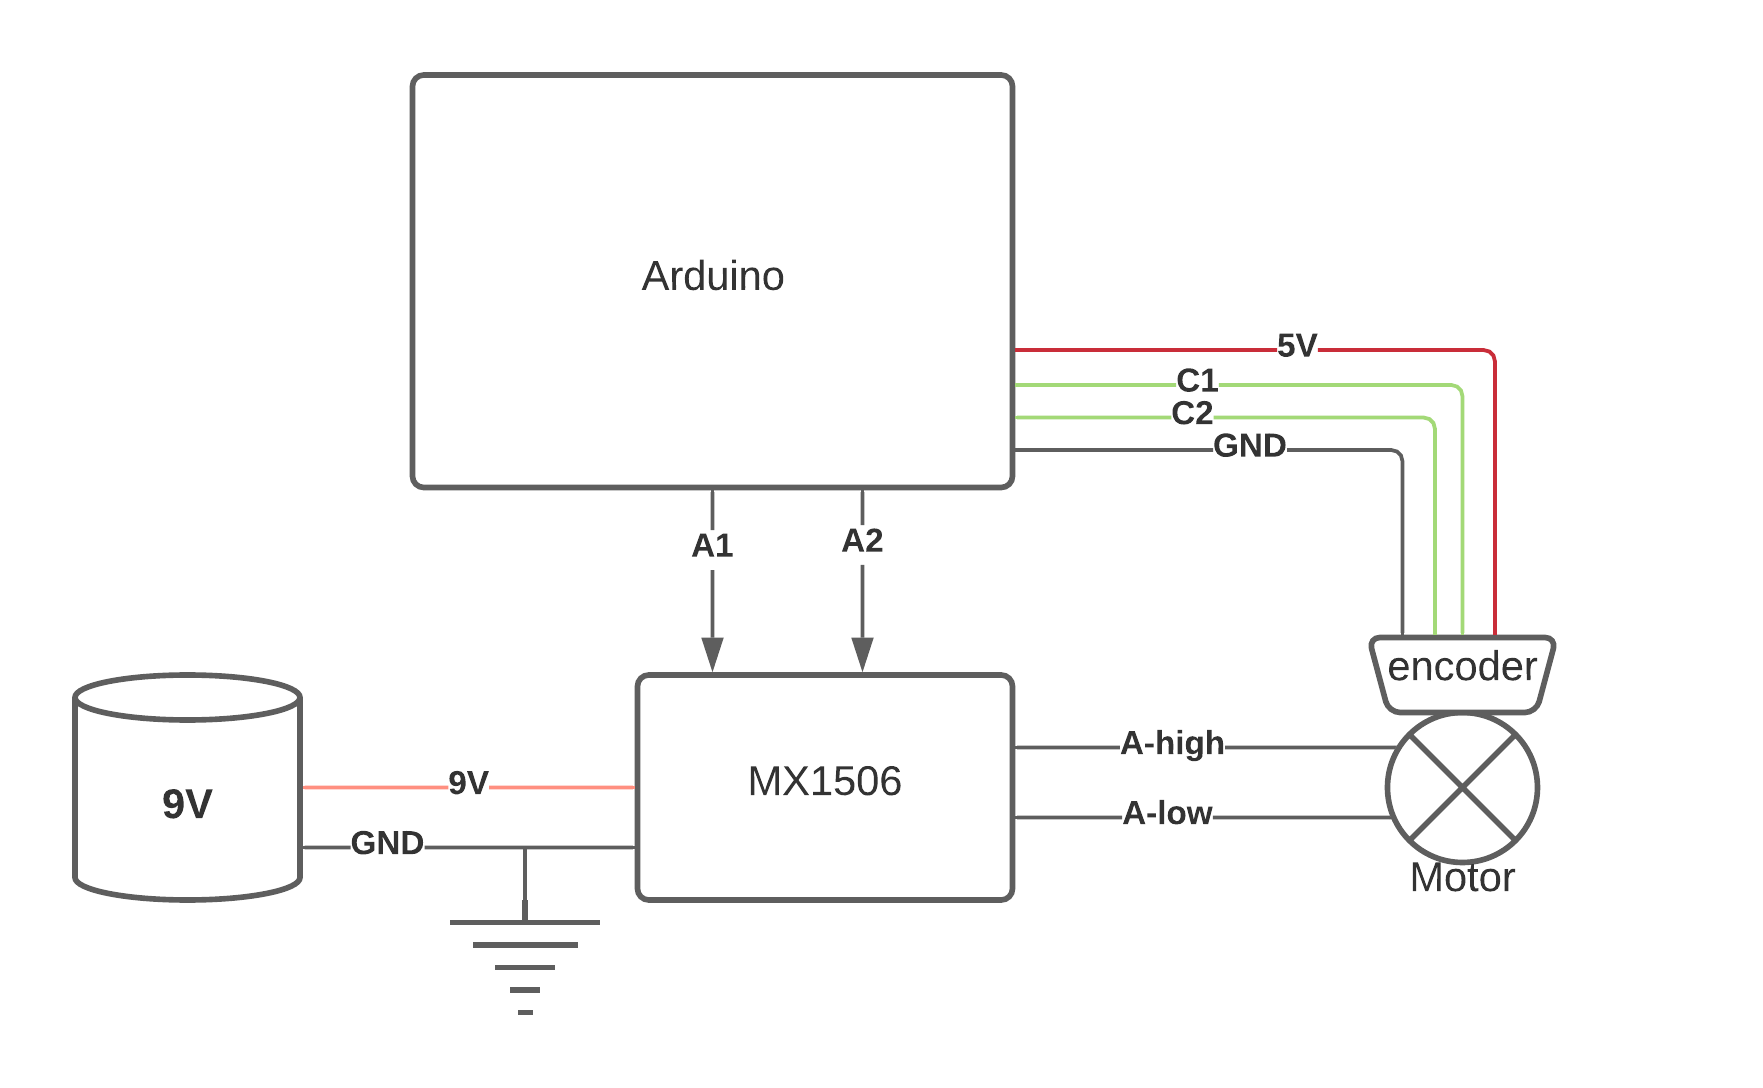 Arduino
5V
C1
C2
GND
A1
A2
encoder
9V
9V
GND
MX1506
A-high
A-low
Motor